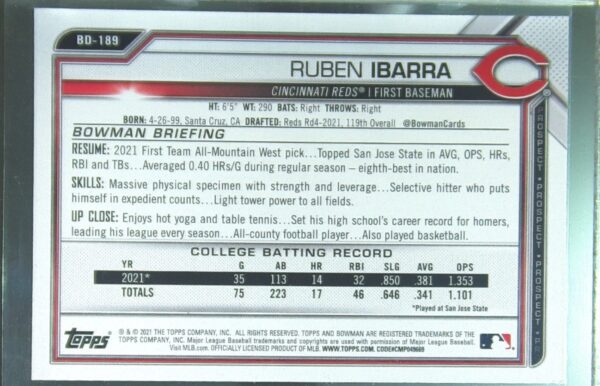 BD-189
RUBEN IBARRA
CINCINNATI REDS® | FIRST BASEMAN
HT: 6'5" WT: 290 BATS: Right THROWS: Right
BORN: 4-26-99, Santa Cruz, CA DRAFTED: Reds Rd4-2021, 119th Overall @BowmanCards
BOWMAN BRIEFING
RESUME: 2021 First Team All-Mountain West pick...Topped San Jose State in AVG, OPS, HRs,
RBI and TBs...Averaged 0.40 HRs/G during regular season – eighth-best in nation.
SKILLS: Massive physical specimen with strength and leverage...Selective hitter who puts
himself in expedient counts...Light tower power to all fields.
UP CLOSE: Enjoys hot yoga and table tennis...Set his high school's career record for homers,
leading his league every season...All-county football player...Also played basketball.
COLLEGE BATTING RECORD
YR G AB HR RBI SLG AVG OPS
2021* 35 113 14 32 .850 .381 1.353
TOTALS 75 223 17 46 .646 .341 1.101
*Played at San Jose State
PROSPECT • PROSPECT • PROSPECT • PROSPECT • PR
Topps
® & © 2021 THE TOPPS COMPANY, INC. ALL RIGHTS RESERVED. TOPPS AND BOWMAN ARE REGISTERED TRADEMARKS OF THE
TOPPS COMPANY, INC. Major League Baseball trademarks and copyrights are used with permission of Major League Baseball.
Visit MLB.com. OFFICIALLY LICENSED PRODUCT OF MLB. WWW.TOPPS.COM. CODE#CMP049669